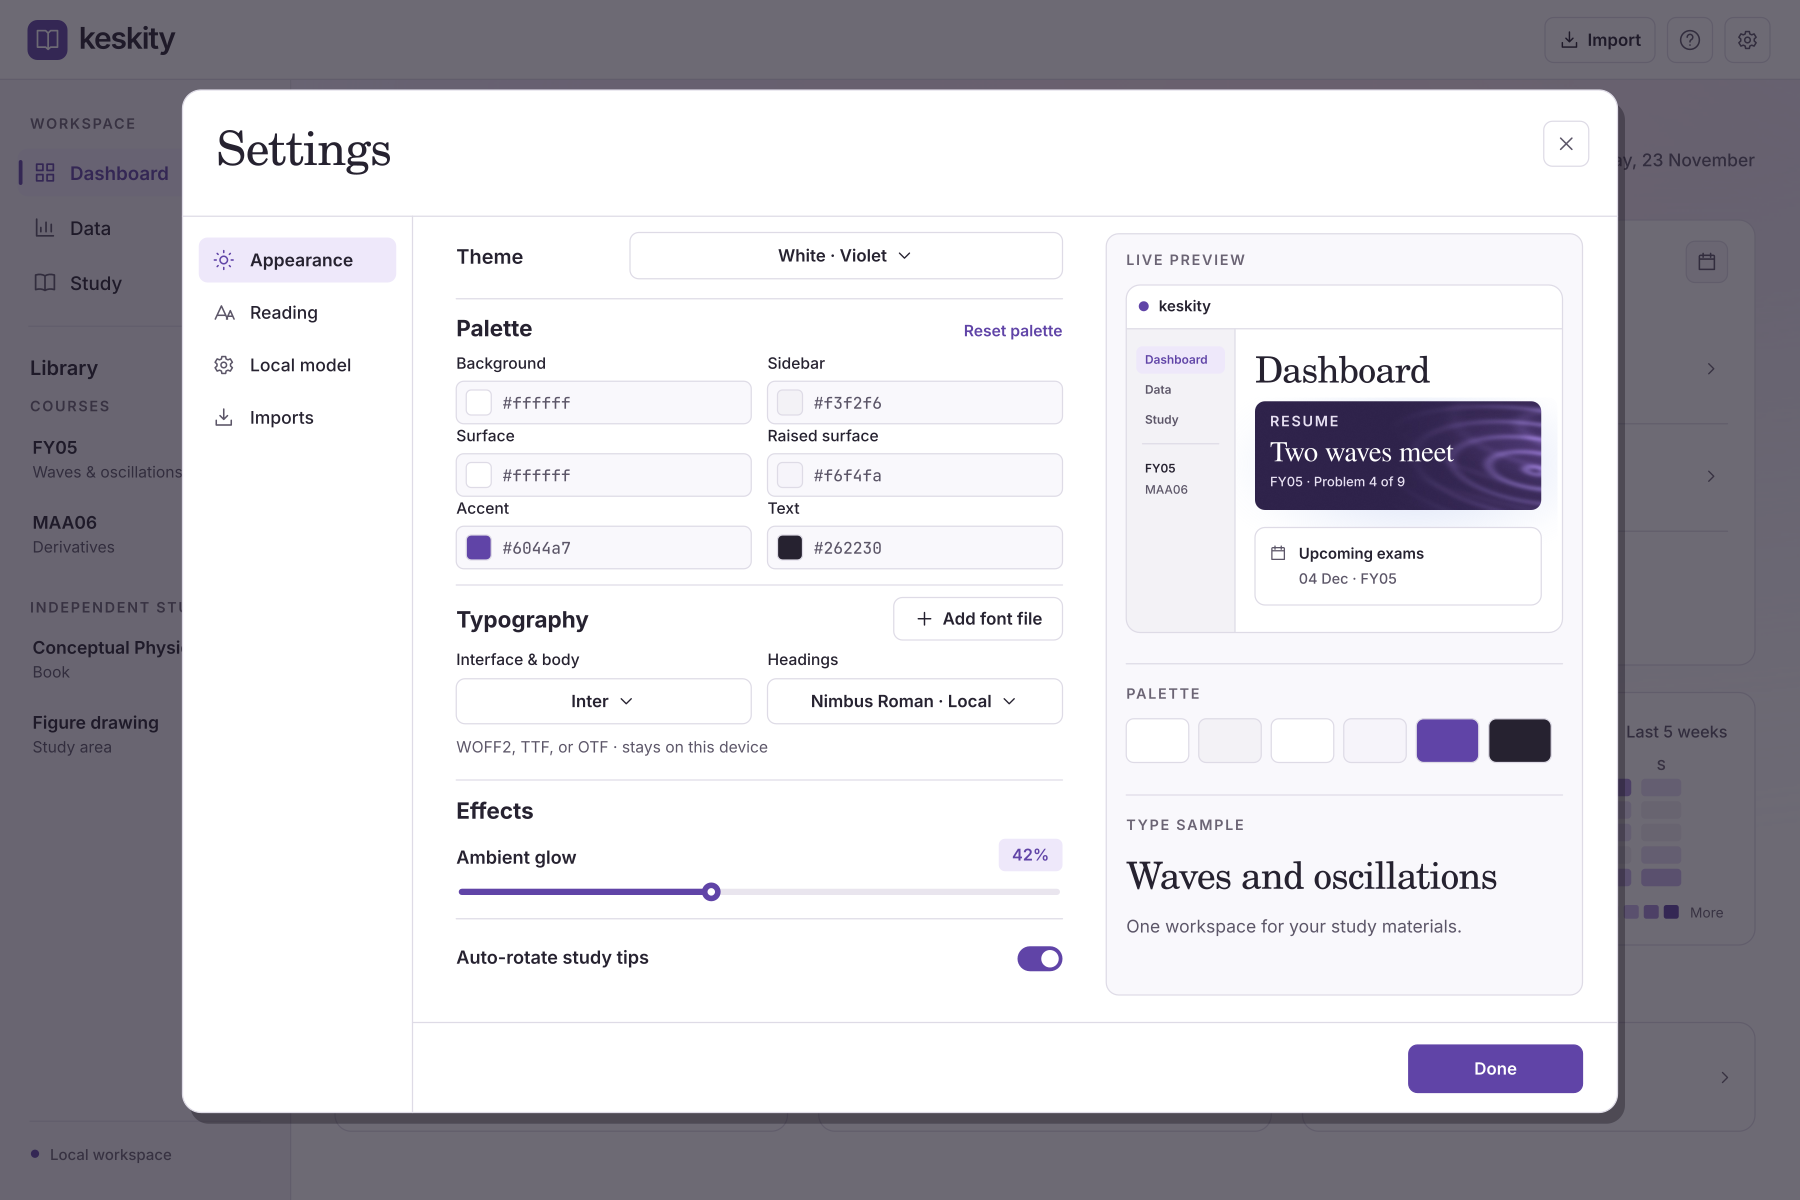 keskity
Import
WORKSPACE
Dashboard
Data
Study
Library
COURSES
FY05
Waves & oscillations
MAA06
Derivatives
INDEPENDENT
Conceptual
Book
Figure drawing
Study area
Local workspace
23 November
Last 5 weeks
S
More
Settings
Appearance
Reading
Local model
Imports
Theme
White · Violet
Palette
Reset palette
Background
Sidebar
#ffffff
#f3f2f6
Surface
Raised surface
#ffffff
#f6f4fa
Accent
Text
#6044a7
#262230
Typography
Add font file
Interface & body
Headings
Inter
Nimbus Roman · Local
WOFF2, TTF, or OTF · stays on this device
Effects
Ambient glow
42%
Auto-rotate study tips
LIVE PREVIEW
keskity
Dashboard
Data
Study
FY05
MAA06
Dashboard
RESUME
Two waves meet
FY05 · Problem 4 of 9
Upcoming exams
04 Dec · FY05
PALETTE
TYPE SAMPLE
Waves and oscillations
One workspace for your study materials.
Done